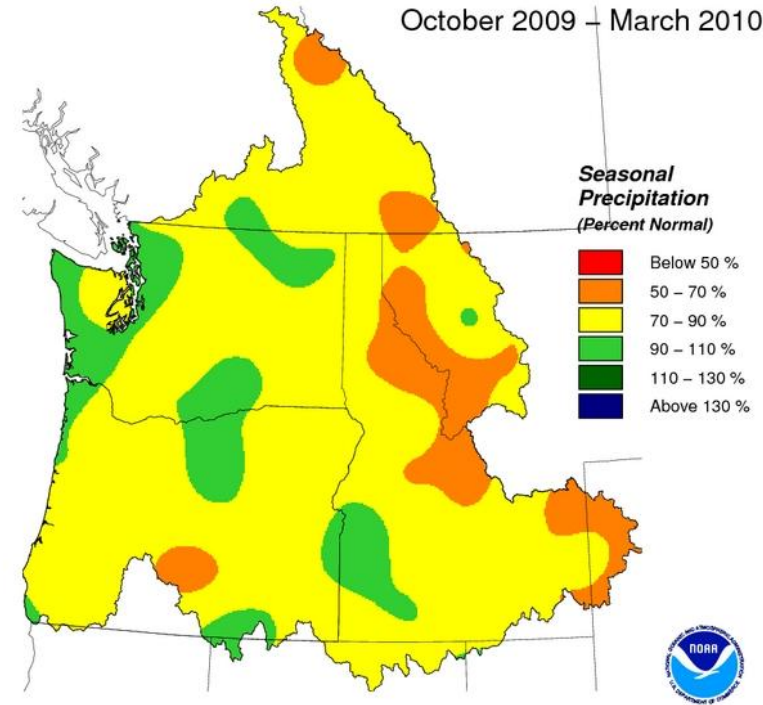 October 2009 – March 2010
Seasonal
Precipitation
(Percent Normal)
Below 50 %
50 – 70 %
70 – 90 %
90 – 110 %
110 – 130 %
Above 130 %
NOAA